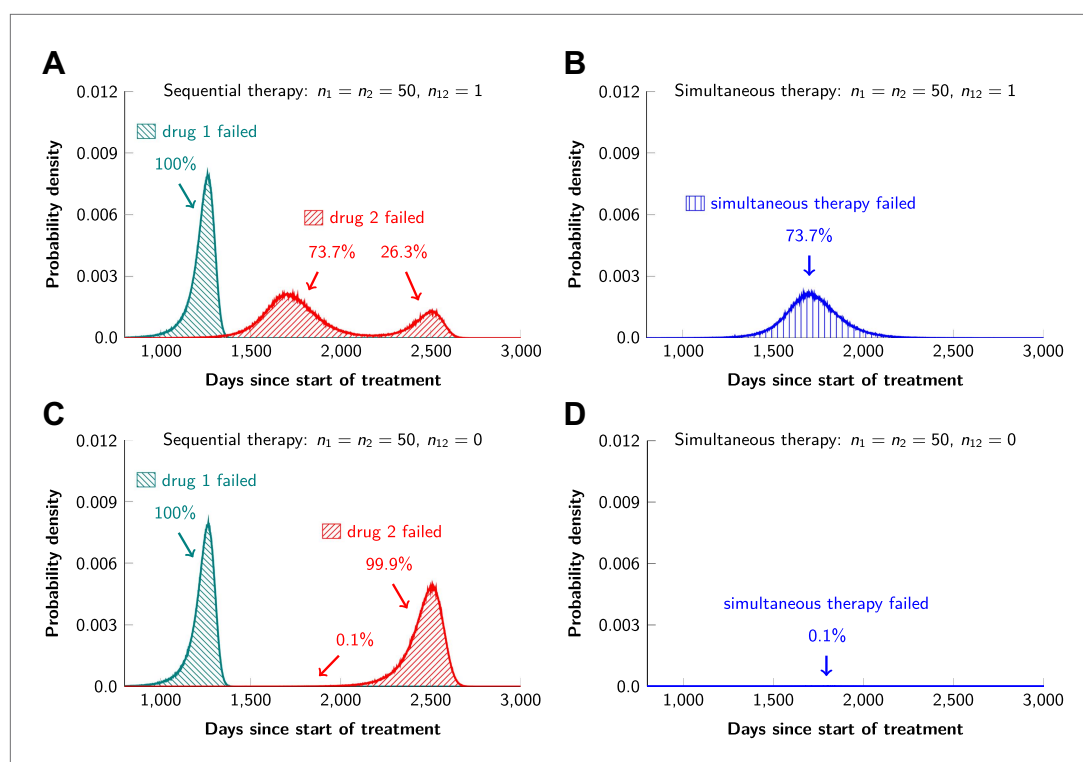 A
Sequential therapy: n1 = n2 = 50, n12 = 1
0.012
0.009
0.006
0.003
0.0
Probability density
drug 1 failed
100%
drug 2 failed
73.7%
26.3%
1,000
1,500
2,000
2,500
3,000
Days since start of treatment
B
Simultaneous therapy: n1 = n2 = 50, n12 = 1
0.012
0.009
0.006
0.003
0.0
Probability density
simultaneous therapy failed
73.7%
1,000
1,500
2,000
2,500
3,000
Days since start of treatment
C
Sequential therapy: n1 = n2 = 50, n12 = 0
0.012
0.009
0.006
0.003
0.0
Probability density
drug 1 failed
100%
drug 2 failed
99.9%
0.1%
1,000
1,500
2,000
2,500
3,000
Days since start of treatment
D
Simultaneous therapy: n1 = n2 = 50, n12 = 0
0.012
0.009
0.006
0.003
0.0
Probability density
simultaneous therapy failed
0.1%
1,000
1,500
2,000
2,500
3,000
Days since start of treatment